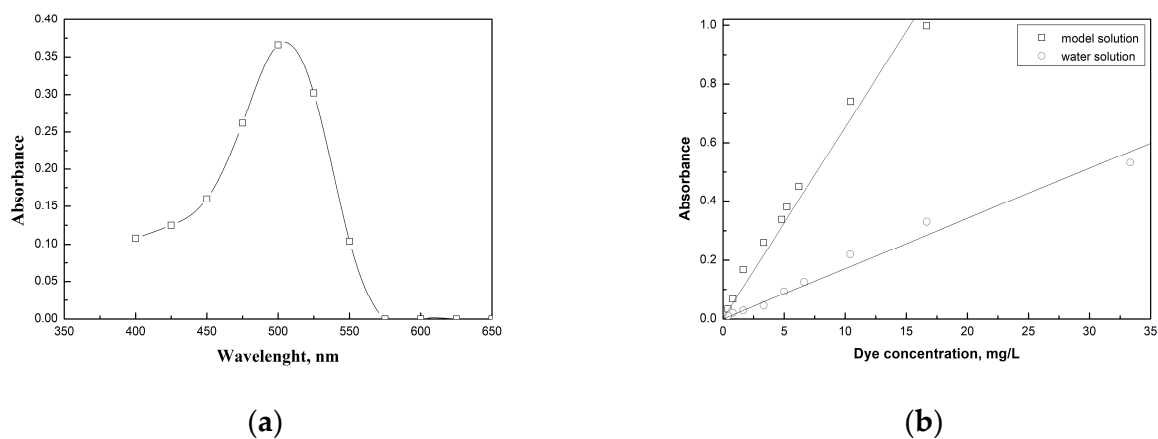 0.40
0.35
0.30
0.25
0.20
0.15
0.10
0.05
0.00
Absorbance
350 400 450 500 550 600 650
Wavelenght, nm
(a)
1.0
0.8
0.6
0.4
0.2
0.0
Absorbance
model solution
water solution
0 5 10 15 20 25 30 35
Dye concentration, mg/L
(b)